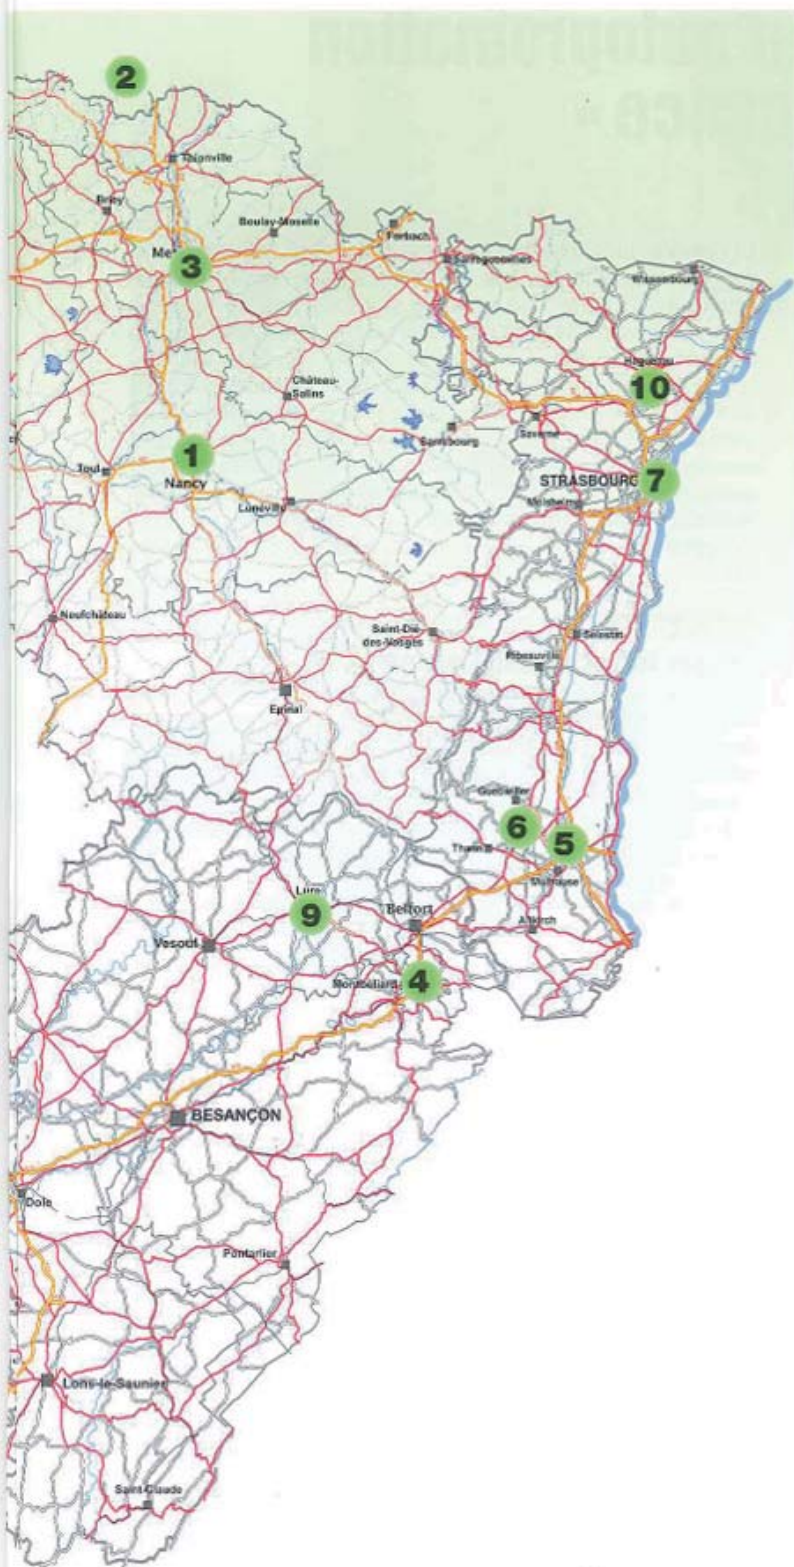 2
Thionville
Briey
Boulay-Moselle
Forbach
3
Sarreguemines
Wissembourg
Haguenau
10
Château-
Salins
Sarrebourg
Saverne
1
Toul
Nancy
STRASBOURG
7
Molsheim
Lunéville
Neufchâteau
Saint-Dié
des-Vosges
Sélestat
Ribeauvillé
Epinal
Guebwiller
6
5
Thann
Mulhouse
Lure
9
Belfort
Altkirch
Vesoul
Montbéliard
4
BESANÇON
Dole
Pontarlier
Lons-le-Saunier
Saint-Claude